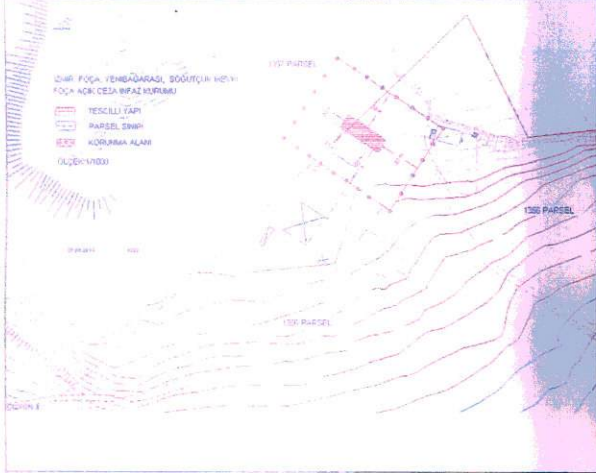 1357 PARSEL
İZMİR, FOÇA, YENİBAĞARASI, SÖĞÜTÇÜK MEVKİİ
FOÇA AÇIK CEZA İNFAZ KURUMU
TESCİLLİ YAPI
PARSEL SINIRI
KORUNMA ALANI
ÖLÇEK:1/1000
1356 PARSEL
1356 PARSEL